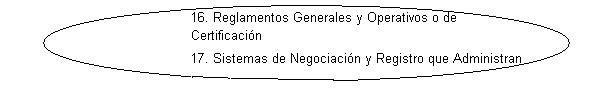 16. Reglamentos Generales y Operativos o de
Certificación
17. Sistemas de Negociación y Registro que Administran